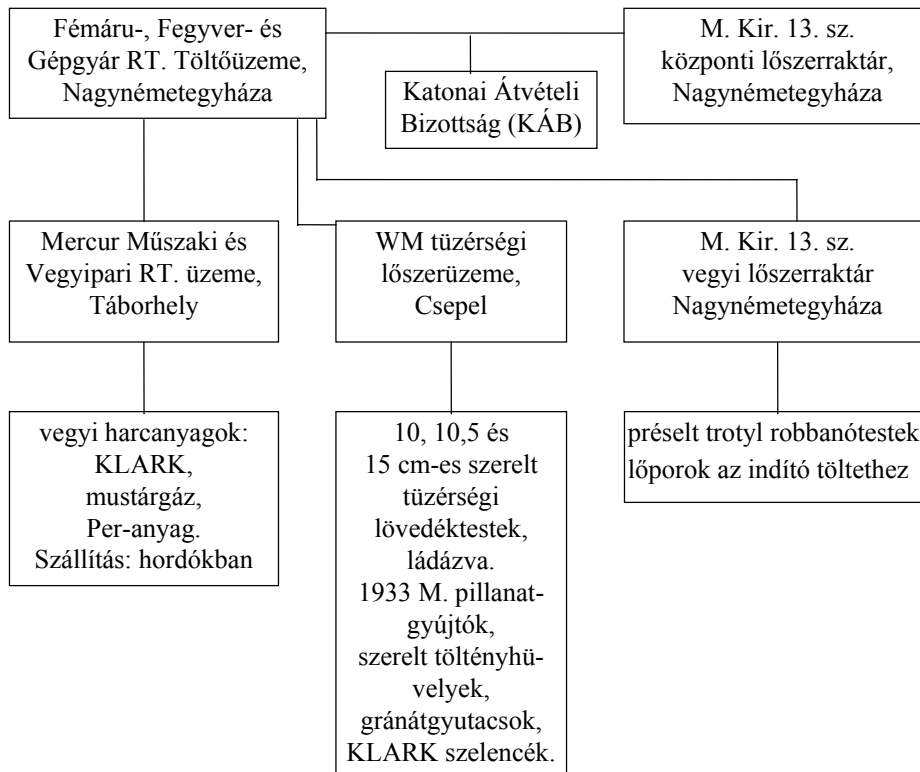 Fémáru-, Fegyver- és
Gépgyár RT. Töltőüzeme,
Nagynémetegyháza
Katonai Átvételi
Bizottság (KÁB)
M. Kir. 13. sz.
központi lőszerraktár,
Nagynémetegyháza
Mercur Műszaki és
Vegyipari RT. üzeme,
Táborhely
WM tüzérségi
lőszerüzeme,
Csepel
M. Kir. 13. sz.
vegyi lőszerraktár
Nagynémetegyháza
vegyi harcanyagok:
KLARK,
mustárgáz,
Per-anyag.
Szállítás: hordókban
10, 10,5 és
15 cm-es szerelt
tüzérségi
lövedéktestek,
ládázva.
1933 M. pillanat-
gyújtók,
szerelt töltényhü-
velyek,
gránátgyutacsok,
KLARK szelencék.
préselt trotyl robbanótestek
lőporok az indító töltethez